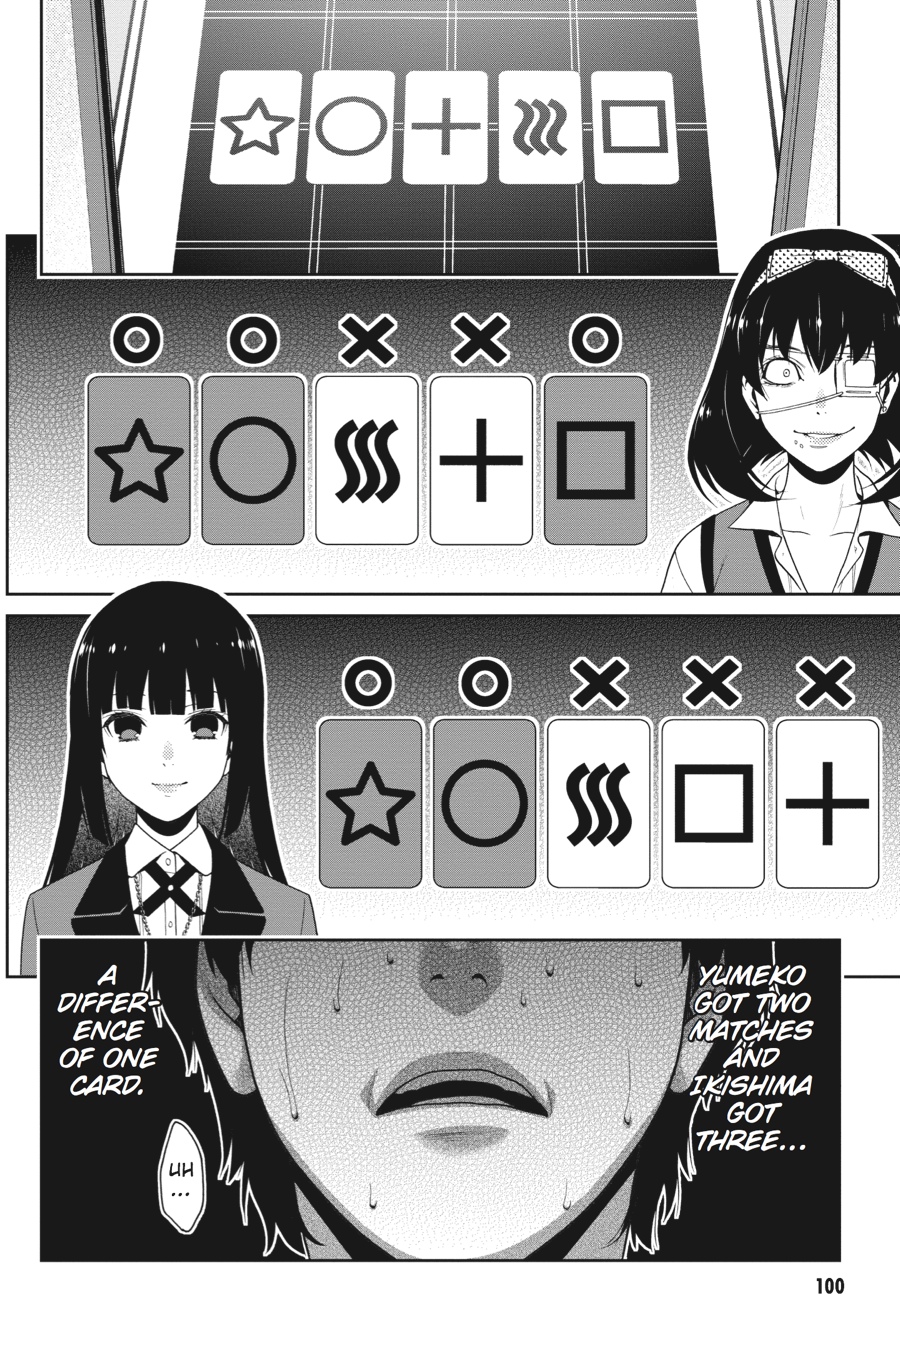 YUMEKO
GOT TWO
MATCHES
AND
IKISHIMA
GOT
THREE...
A
DIFFER-
ENCE
OF ONE
CARD.
UH
...
100